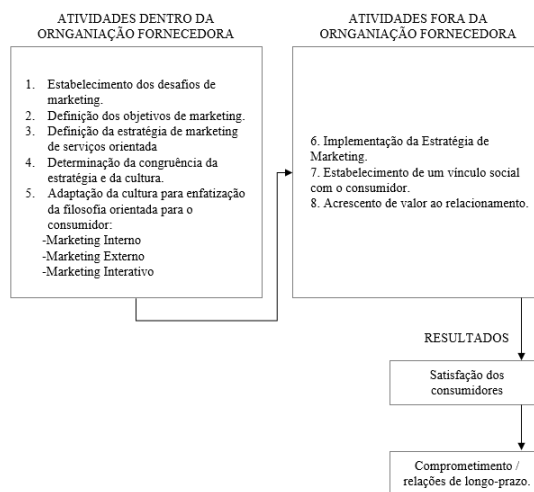 ATIVIDADES DENTRO DA
ORNGANIAÇÃO FORNECEDORA
1. Estabelecimento dos desafios de
marketing.
2. Definição dos objetivos de marketing.
3. Definição da estratégia de marketing
de serviços orientada
4. Determinação da congruência da
estratégia e da cultura.
5. Adaptação da cultura para enfatização
da filosofia orientada para o
consumidor:
-Marketing Interno
-Marketing Externo
-Marketing Interativo
ATIVIDADES FORA DA
ORNGANIAÇÃO FORNECEDORA
6. Implementação da Estratégia de
Marketing.
7. Estabelecimento de um vínculo social
com o consumidor.
8. Acrescento de valor ao relacionamento.
RESULTADOS
Satisfação dos
consumidores
Comprometimento /
relações de longo-prazo.